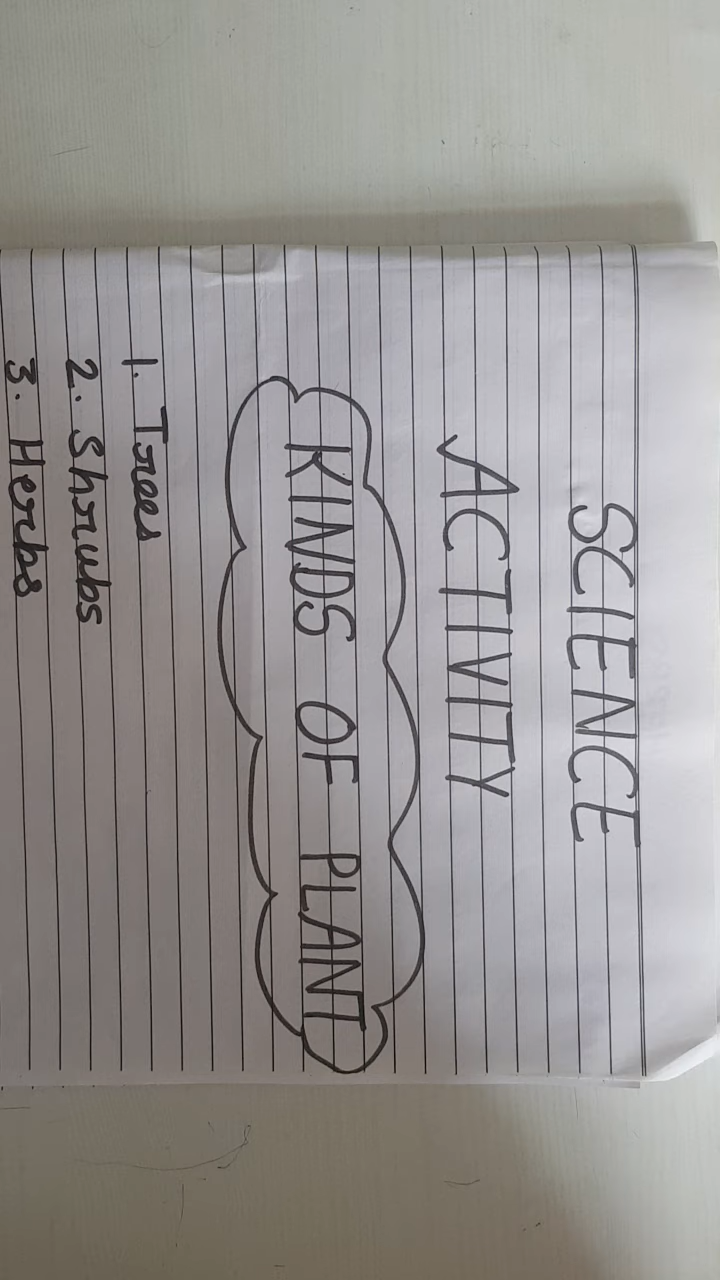 SCIENCE
ACTIVITY
KINDS OF PLANT
1. Trees
2. Shrubs
3. Herbs